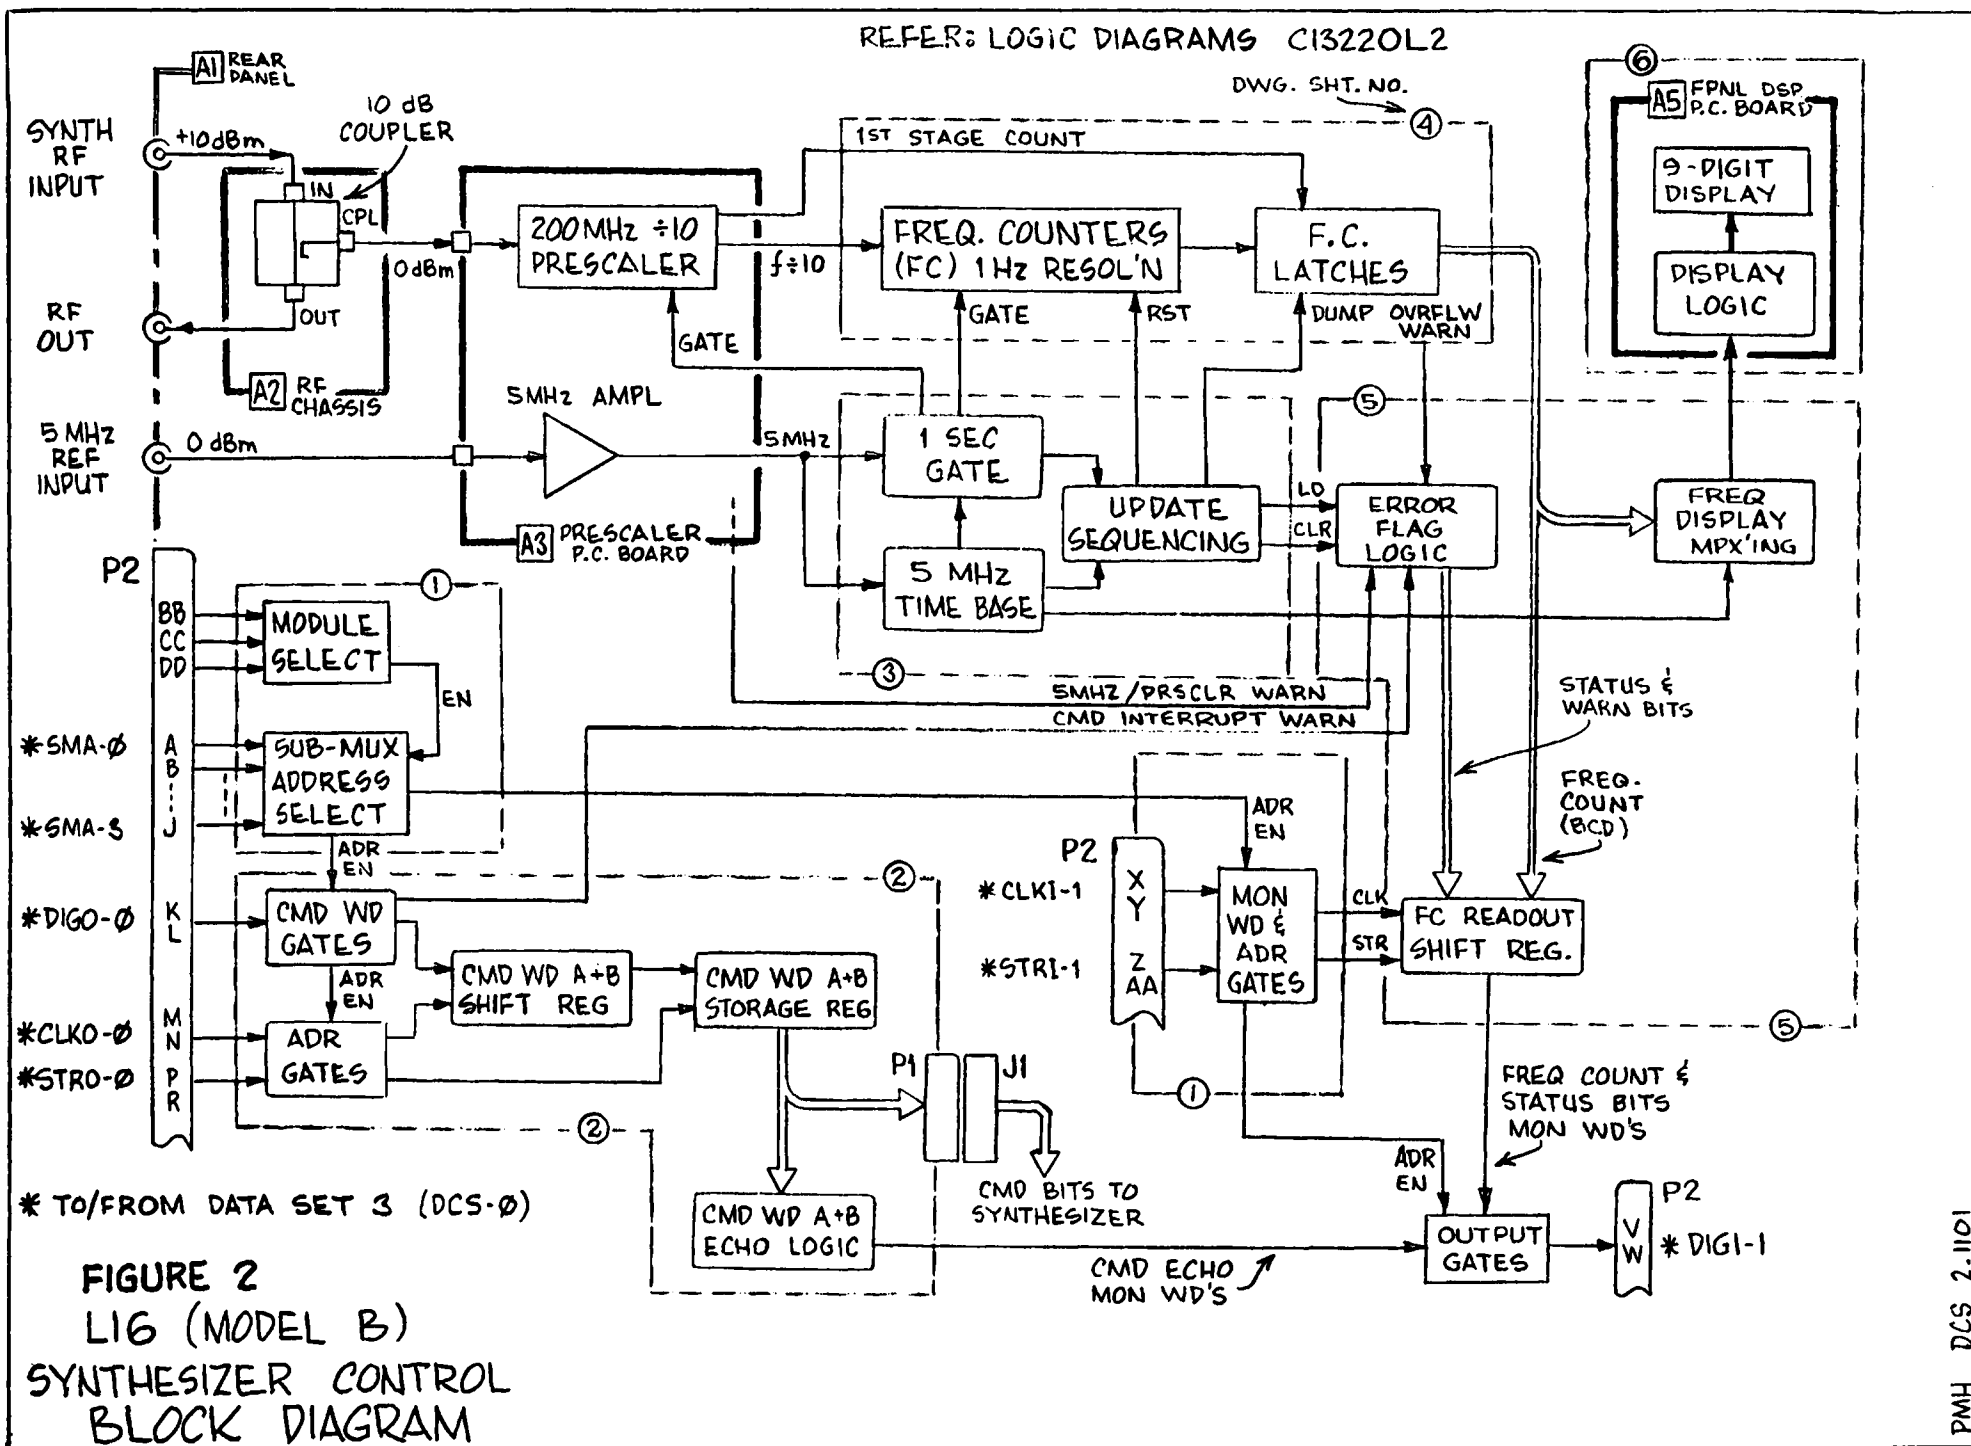 REFER: LOGIC DIAGRAMS C13220L2
DWG. SHT. NO.
A1 REAR
PANEL
SYNTH
RF
INPUT
+10dBm
10 dB
COUPLER
IN
CPL
OUT
0dBm
RF
OUT
A2 RF
CHASSIS
5 MHZ
REF
INPUT
0 dBm
200MHz ÷10
PRESCALER
f÷10
GATE
5MHz AMPL
5MHz
A3 PRESCALER
P.C. BOARD
4
1ST STAGE COUNT
FREQ. COUNTERS
(FC) 1Hz RESOL'N
F.C.
LATCHES
GATE
RST
DUMP
OVRFLW
WARN
6
A5 FPNL DSP
P.C. BOARD
9-DIGIT
DISPLAY
DISPLAY
LOGIC
1 SEC
GATE
UPDATE
SEQUENCING
5 MHz
TIME BASE
3
5
LD
CLR
ERROR
FLAG
LOGIC
FREQ
DISPLAY
MPX'ING
5MHZ/PRSCLR WARN
CMD INTERRUPT WARN
STATUS &
WARN BITS
FREQ.
COUNT
(BCD)
P2
BB
CC
DD
1
MODULE
SELECT
EN
*SMA-Ø
A
B
*SMA-3
J
SUB-MUX
ADDRESS
SELECT
ADR
EN
2
*DIGO-Ø
K
L
CMD WD
GATES
ADR
EN
*CLKO-Ø
M
N
*STRO-Ø
P
R
ADR
GATES
CMD WD A+B
SHIFT REG
CMD WD A+B
STORAGE REG
2
P1
J1
CMD BITS TO
SYNTHESIZER
CMD WD A+B
ECHO LOGIC
CMD ECHO
MON WD'S
P2
*CLKI-1
X
Y
*STRI-1
Z
AA
ADR
EN
MON
WD &
ADR
GATES
1
CLK
STR
FC READOUT
SHIFT REG.
5
FREQ COUNT &
STATUS BITS
MON WD'S
ADR
EN
OUTPUT
GATES
P2
V
W
* DIGI-1
* TO/FROM DATA SET 3 (DCS-Ø)
FIGURE 2
L16 (MODEL B)
SYNTHESIZER CONTROL
BLOCK DIAGRAM
PMH DCS 2.1101